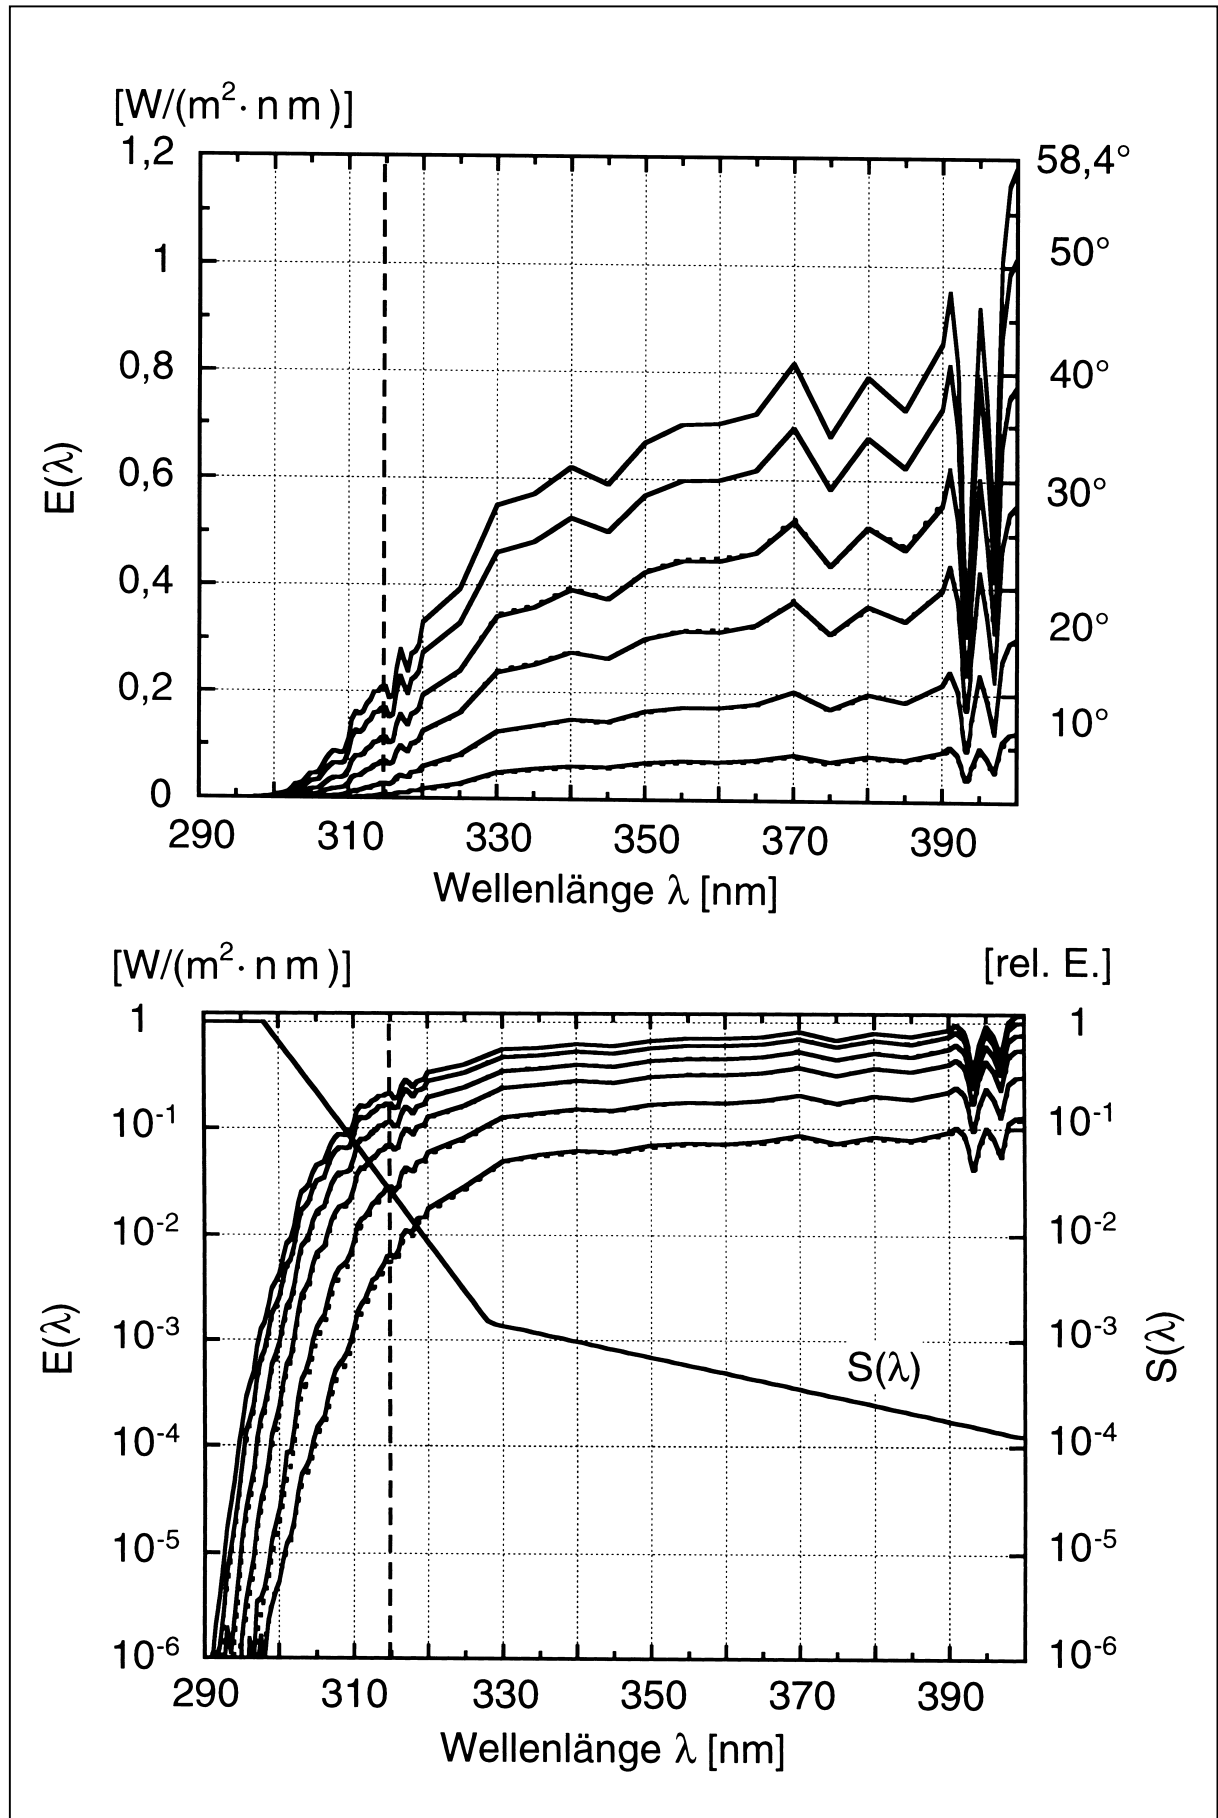 [W/(m²· n m )]
1,2
1
0,8
0,6
0,4
0,2
0
E(λ)
58,4°
50°
40°
30°
20°
10°
290 310 330 350 370 390
Wellenlänge λ [nm]
[W/(m²· n m )] [rel. E.]
1
10⁻¹
10⁻²
10⁻³
10⁻⁴
10⁻⁵
10⁻⁶
E(λ)
S(λ)
1
10⁻¹
10⁻²
10⁻³
10⁻⁴
10⁻⁵
10⁻⁶
S(λ)
290 310 330 350 370 390
Wellenlänge λ [nm]